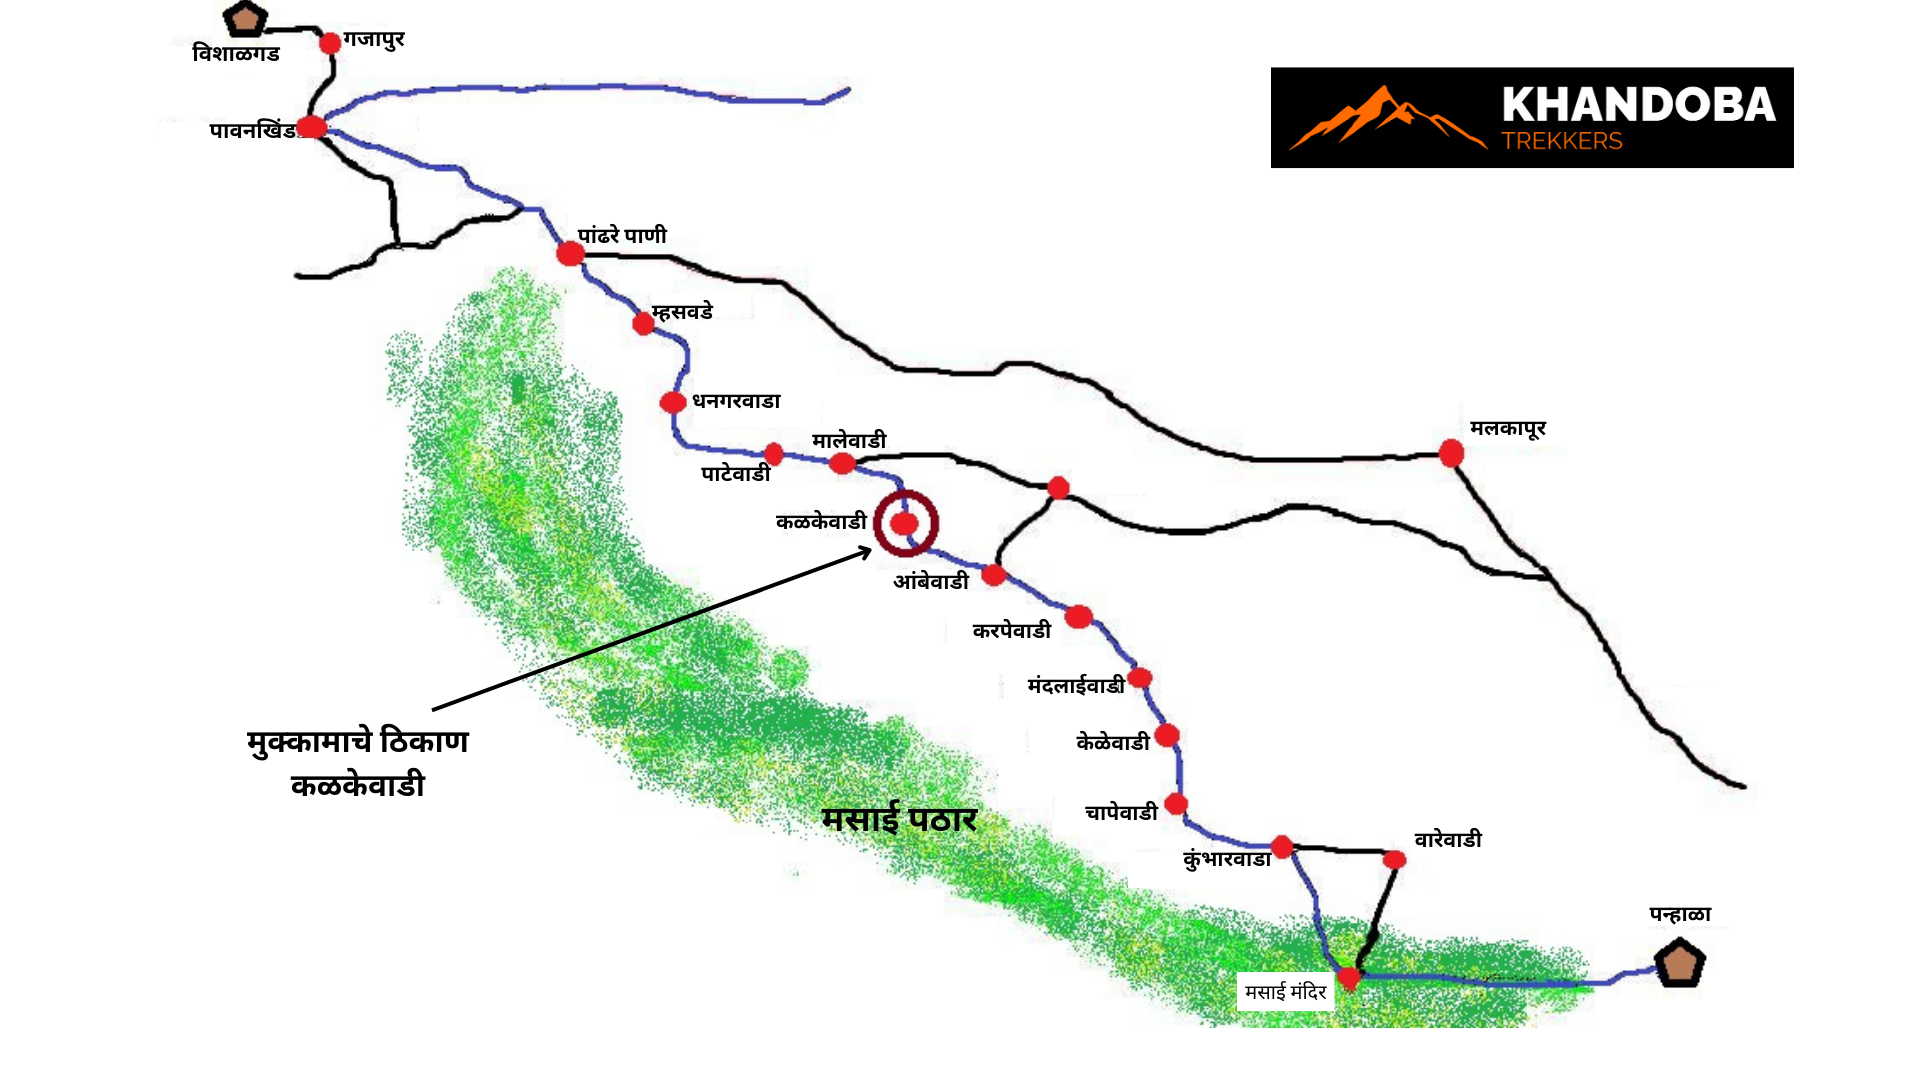 विशाळगड
गजापुर
पावनखिंड
KHANDOBA
TREKKERS
पांढरे पाणी
म्हसवडे
धनगरवाडा
मालेवाडी
पाटेवाडी
मलकापूर
कळकेवाडी
आंबेवाडी
करपेवाडी
मंदलाईवाडी
केळेवाडी
मुक्कामाचे ठिकाण
कळकेवाडी
मसाई पठार
चापेवाडी
कुंभारवाडा
वारेवाडी
पन्हाळा
मसाई मंदिर